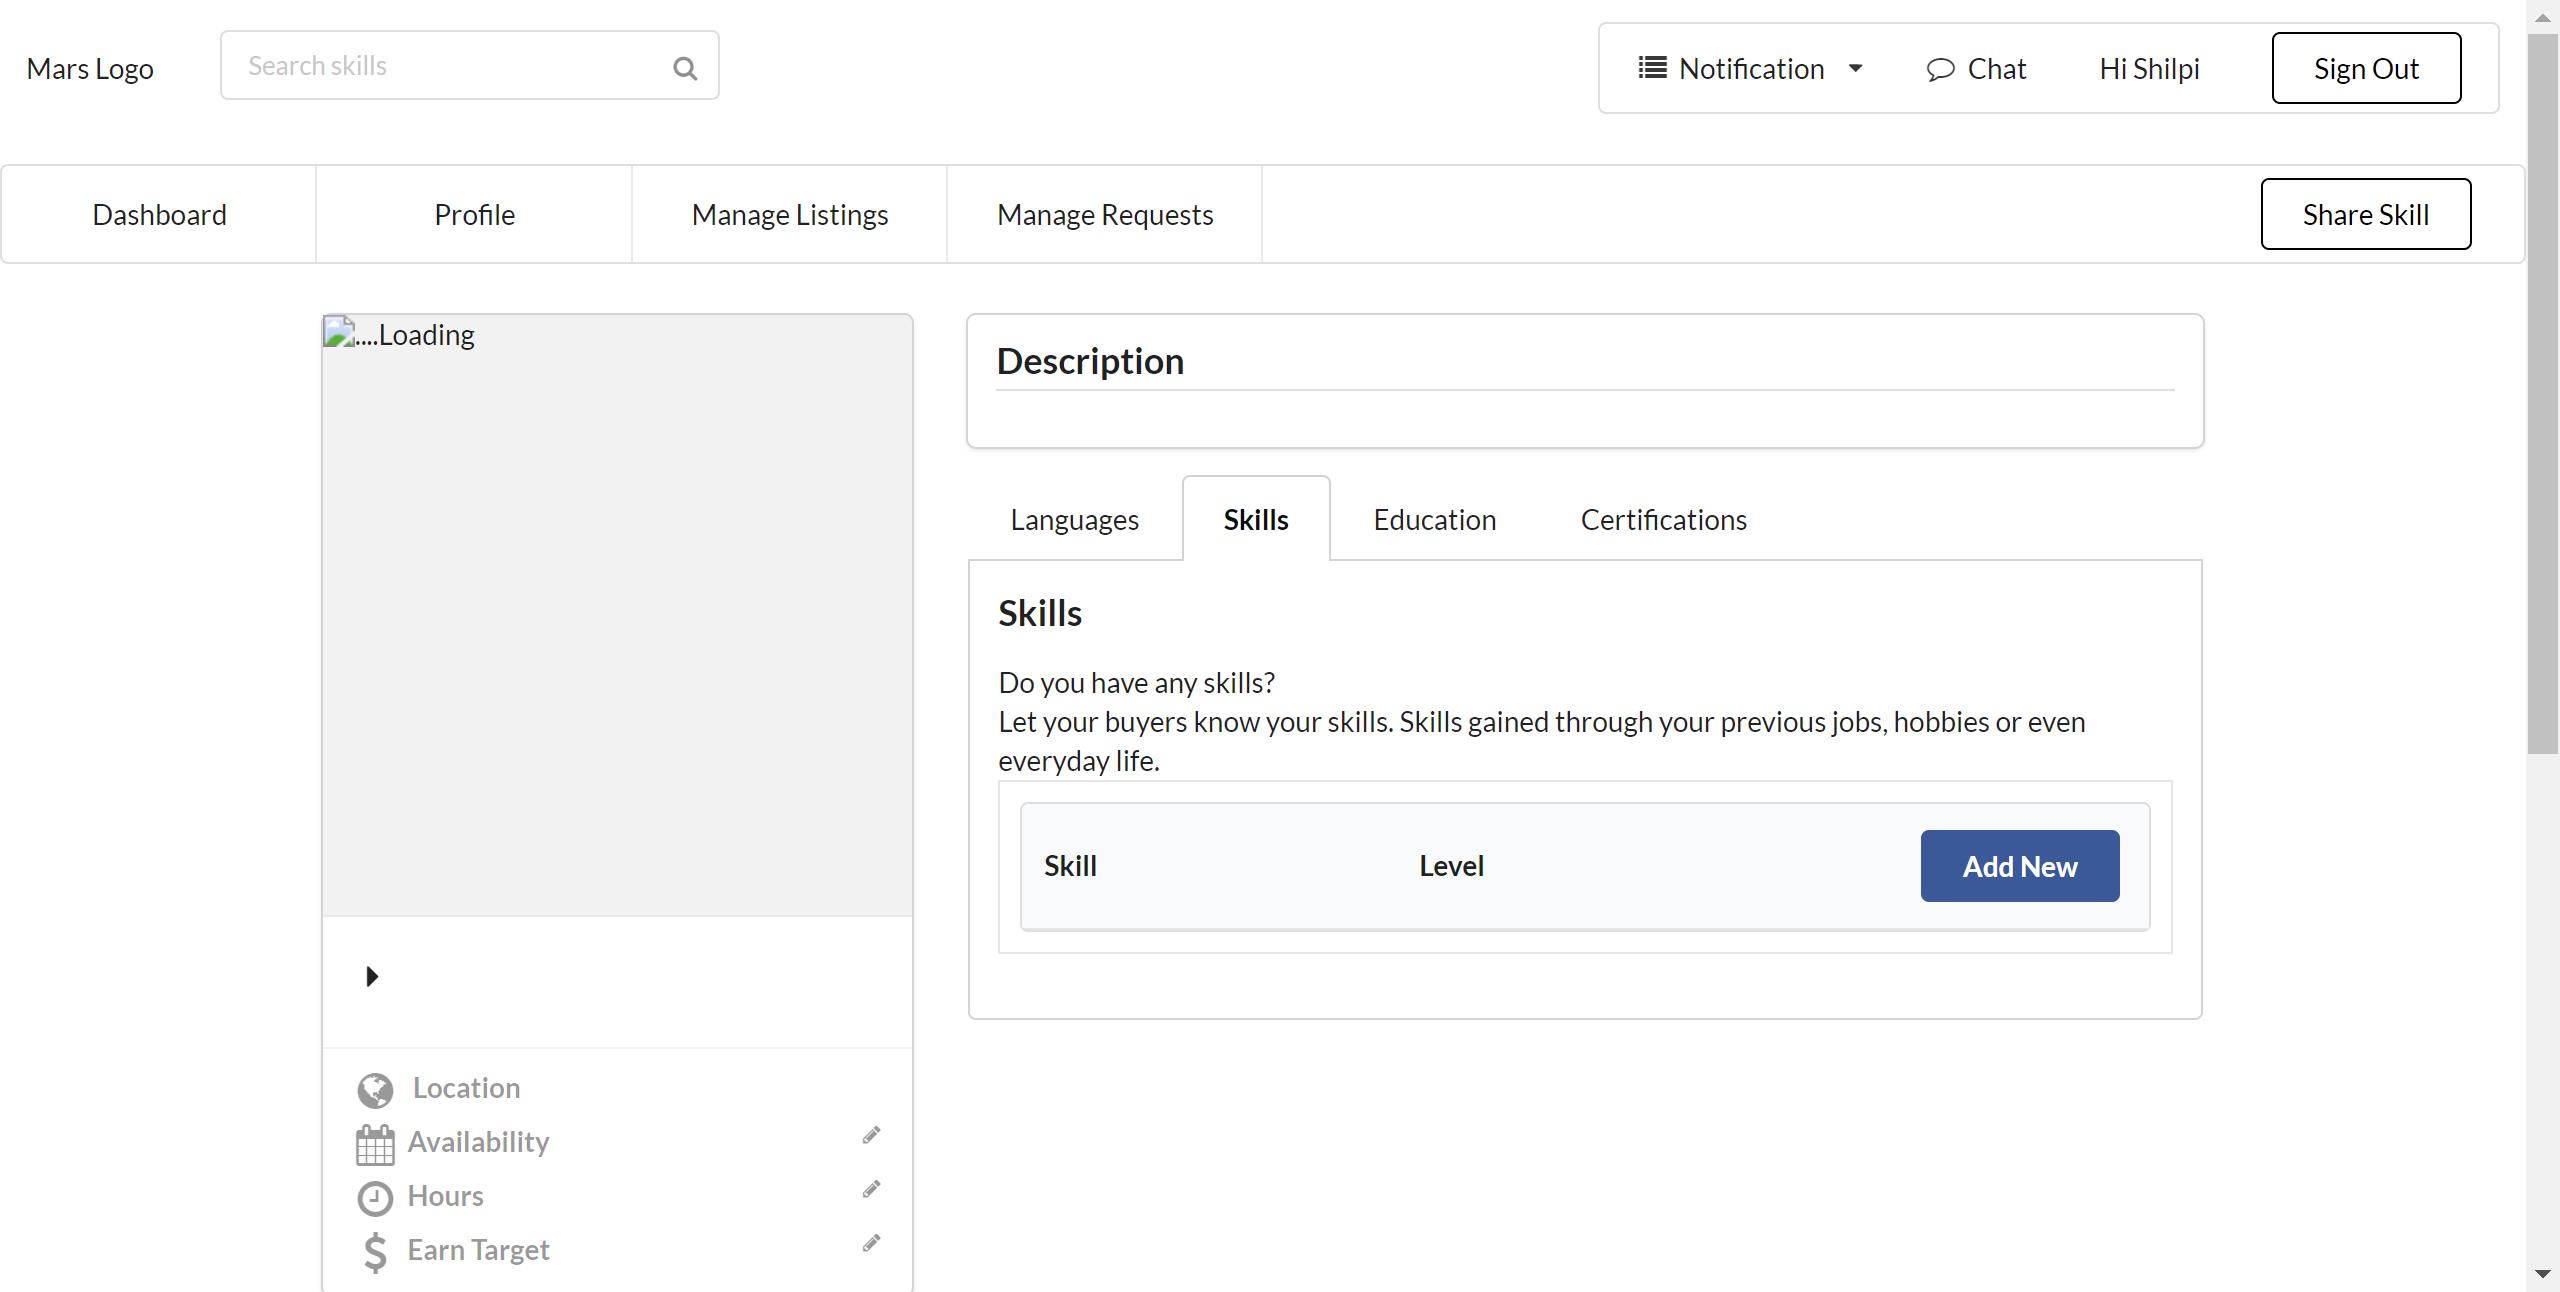 Mars Logo
Search skills
Notification
Chat
Hi Shilpi
Sign Out
Dashboard
Profile
Manage Listings
Manage Requests
Share Skill
....Loading
Location
Availability
Hours
Earn Target
Description
Languages
Skills
Education
Certifications
Skills
Do you have any skills?
Let your buyers know your skills. Skills gained through your previous jobs, hobbies or even
everyday life.
Skill
Level
Add New